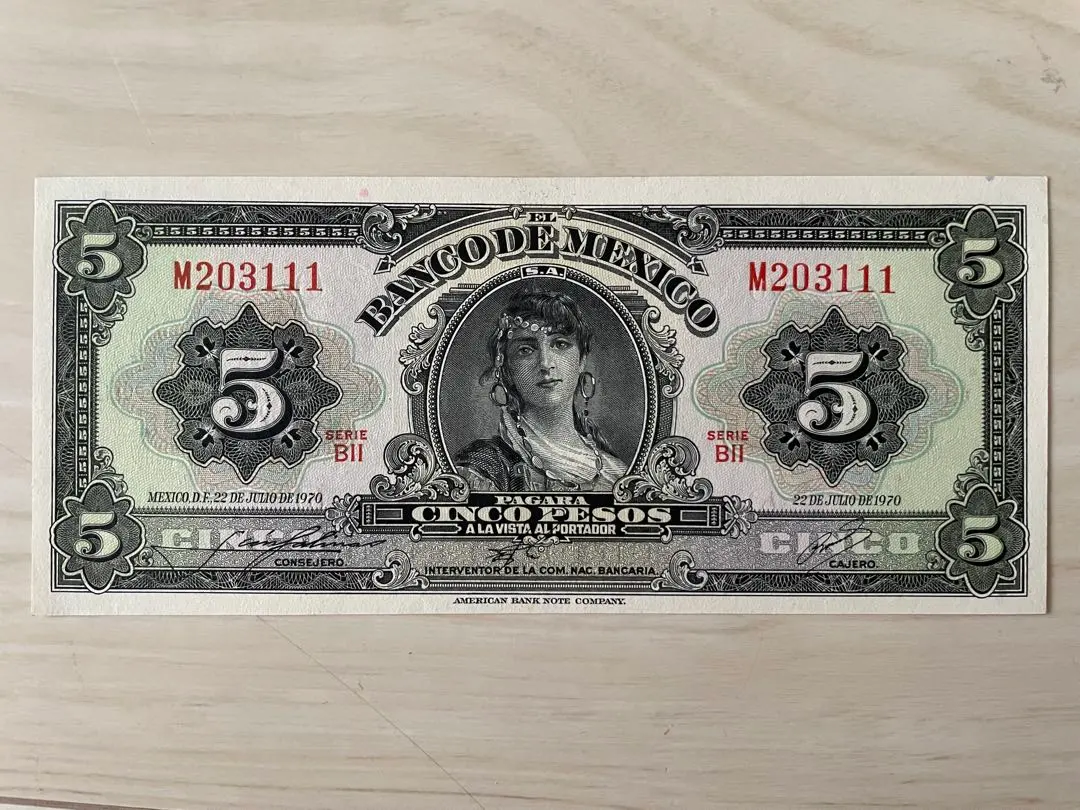 EL
BANCO DE MEXICO
S.A.
5
5
M203111
M203111
5
5
SERIE
BII
SERIE
BII
MEXICO, D.F., 22 DE JULIO DE 1970
22 DE JULIO DE 1970
PAGARA
CINCO PESOS
A LA VISTA AL PORTADOR
5
5
CINCO
CINCO
CONSEJERO.
INTERVENTOR DE LA COM. NAC. BANCARIA.
CAJERO.
AMERICAN BANK NOTE COMPANY.